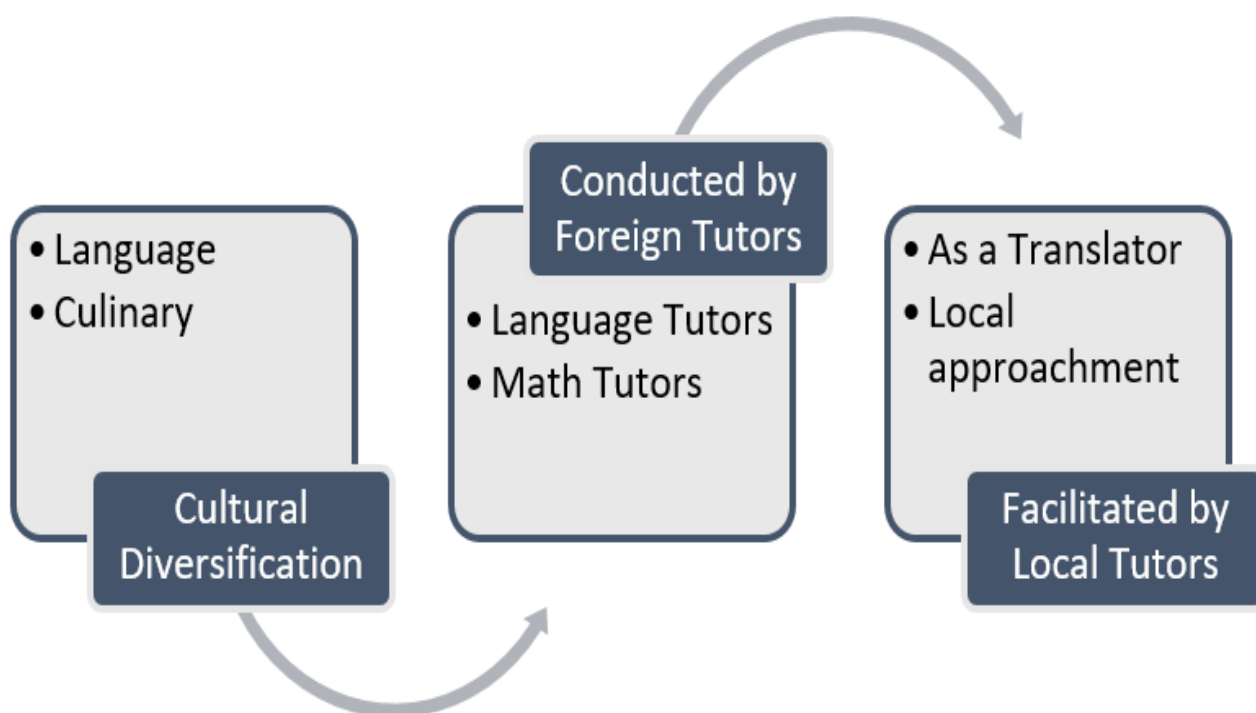 • Language
• Culinary
Cultural
Diversification
Conducted by
Foreign Tutors
• Language Tutors
• Math Tutors
• As a Translator
• Local
approachment
Facilitated by
Local Tutors